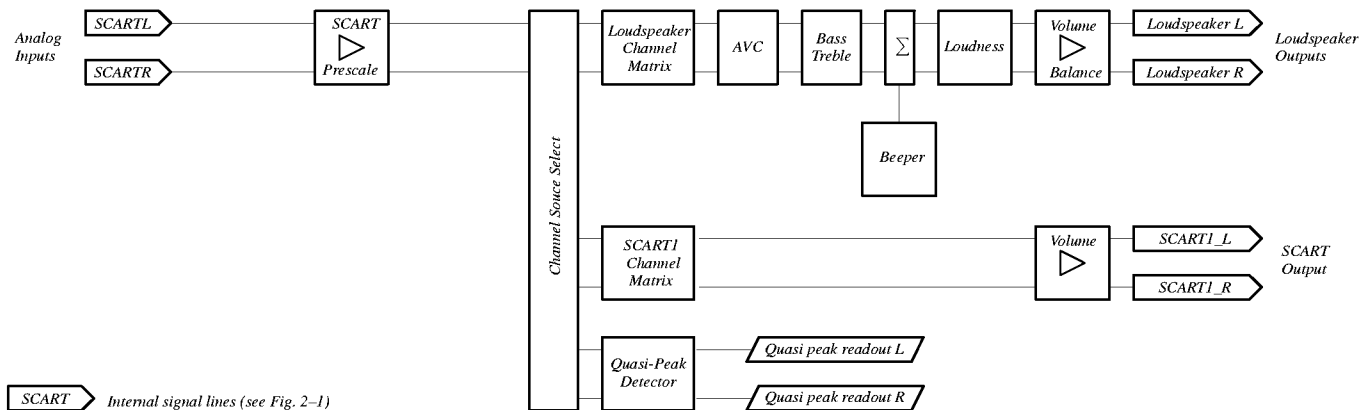 Analog
Inputs
SCARTL
SCARTR
SCART
Prescale
Channel Souce Select
Loudspeaker
Channel
Matrix
AVC
Bass
Treble
Σ
Loudness
Volume
Balance
Loudspeaker L
Loudspeaker R
Loudspeaker
Outputs
Beeper
SCART1
Channel
Matrix
Volume
SCART1_L
SCART1_R
SCART
Output
Quasi-Peak
Detector
Quasi peak readout L
Quasi peak readout R
SCART
Internal signal lines (see Fig. 2–1)